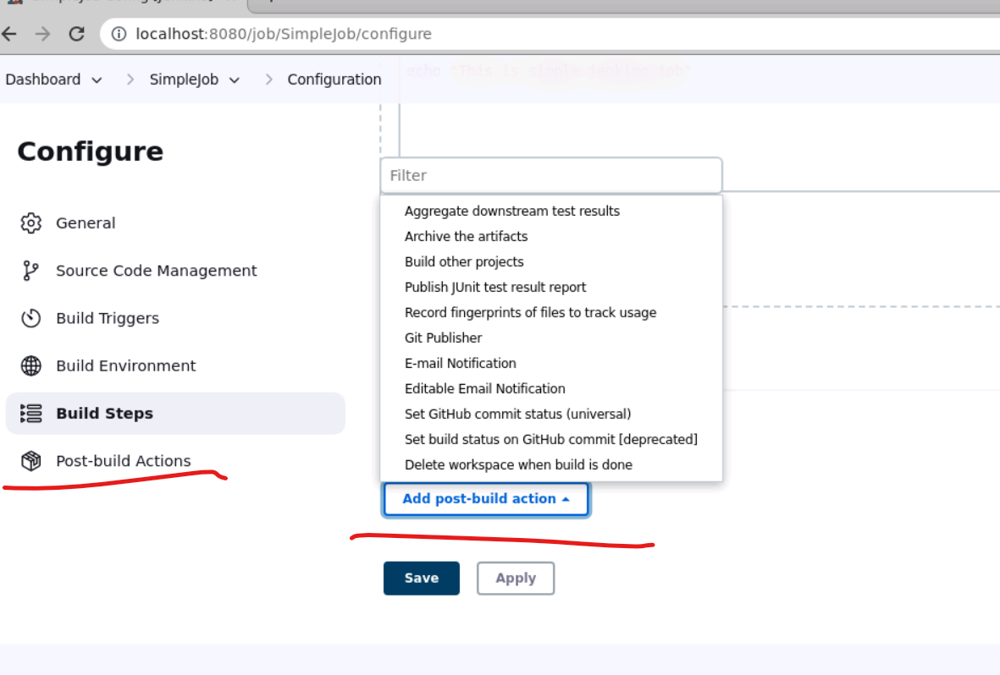 localhost:8080/job/SimpleJob/configure
Dashboard
SimpleJob
Configuration
echo "This is simple jenkins job"
Configure
General
Source Code Management
Build Triggers
Build Environment
Build Steps
Post-build Actions
Filter
Aggregate downstream test results
Archive the artifacts
Build other projects
Publish JUnit test result report
Record fingerprints of files to track usage
Git Publisher
E-mail Notification
Editable Email Notification
Set GitHub commit status (universal)
Set build status on GitHub commit [deprecated]
Delete workspace when build is done
Add post-build action
Save
Apply